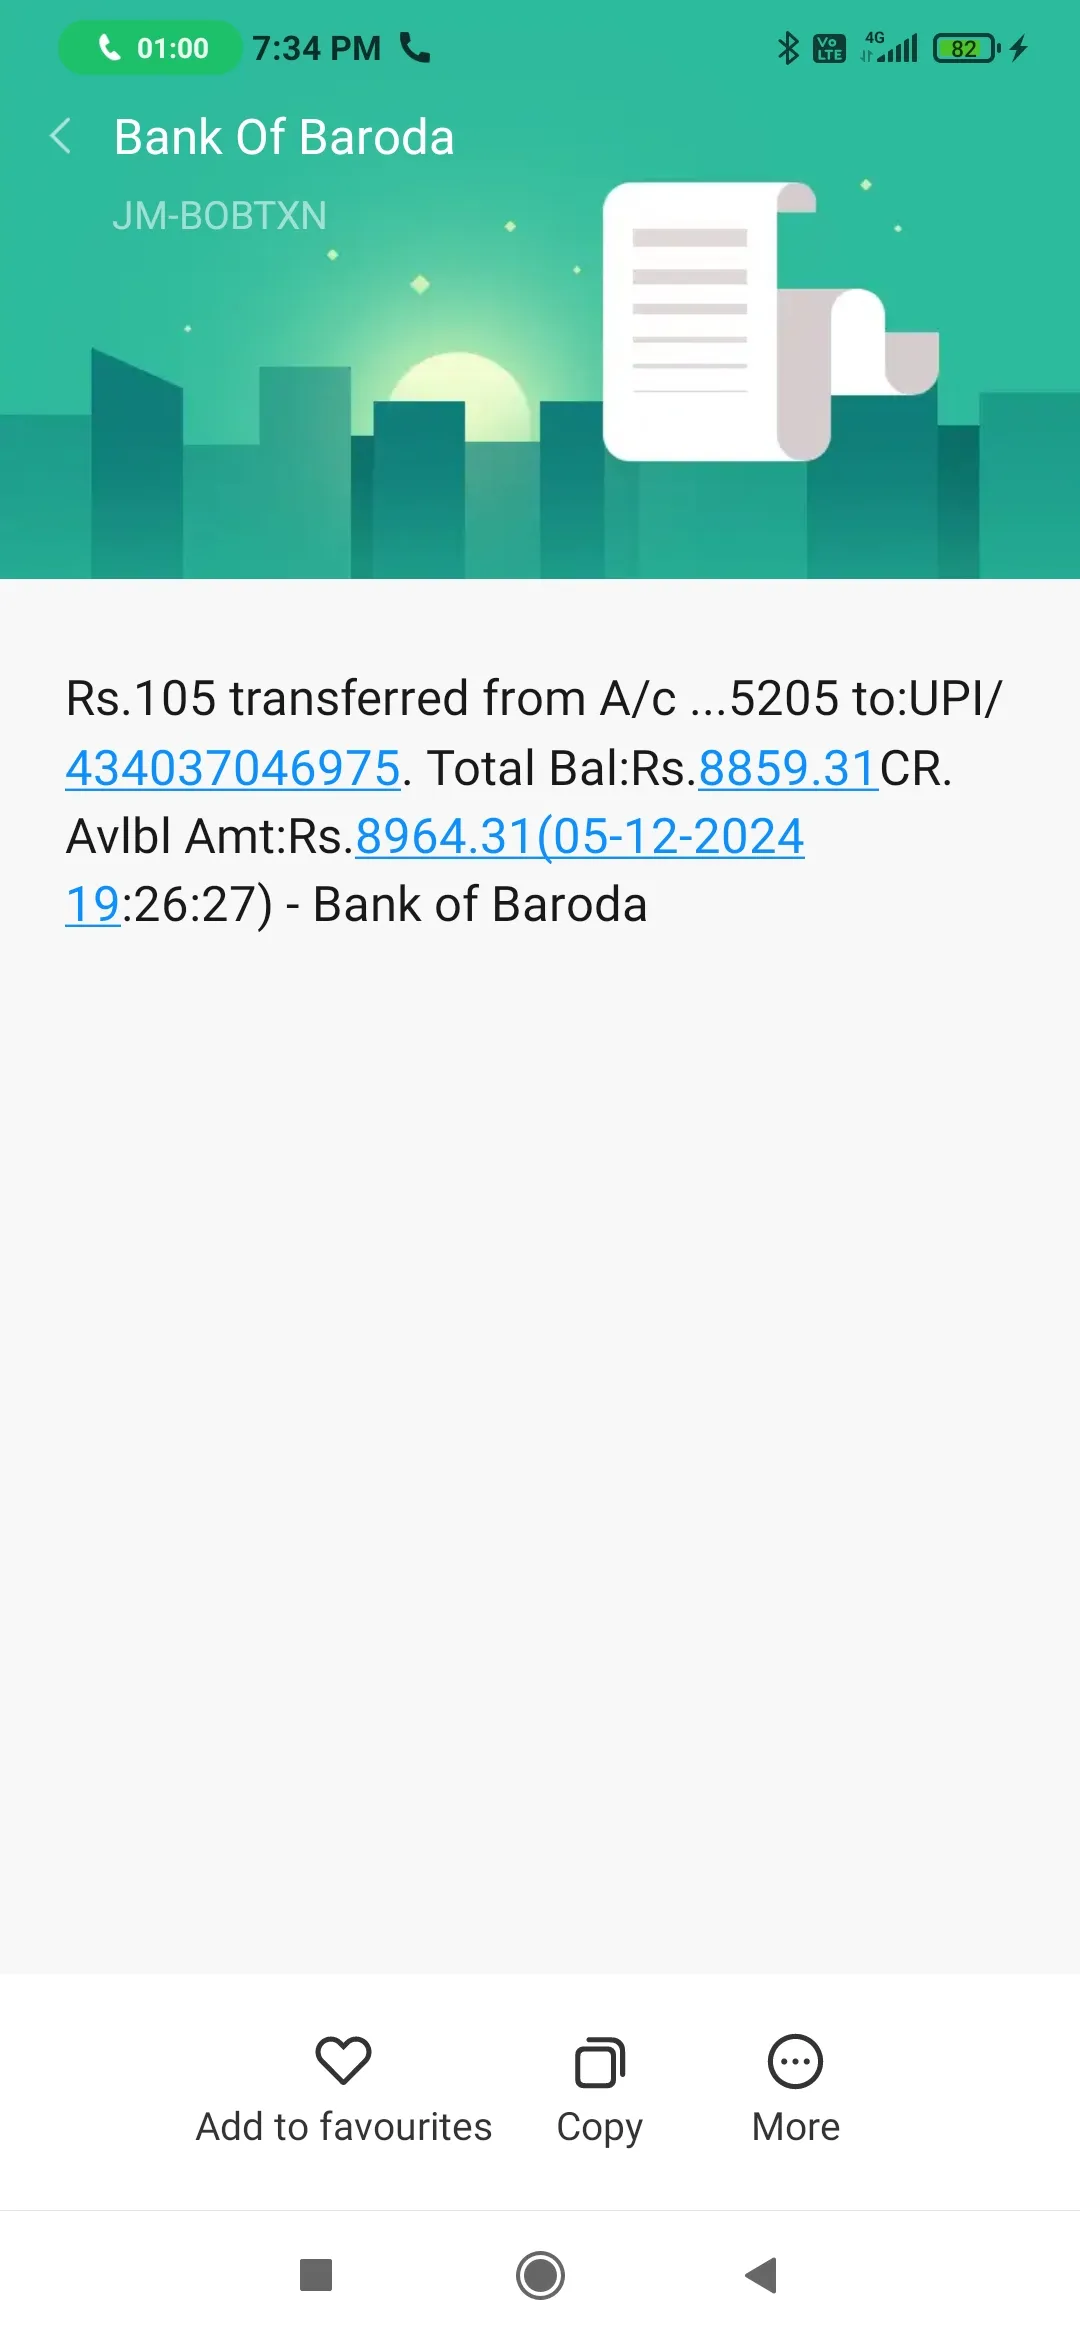 01:00 7:34 PM 4G Vo LTE 82
Bank Of Baroda
JM-BOBTXN
Rs.105 transferred from A/c ...5205 to:UPI/
434037046975. Total Bal:Rs.8859.31CR.
Avlbl Amt:Rs.8964.31(05-12-2024
19:26:27) - Bank of Baroda
Add to favourites Copy More